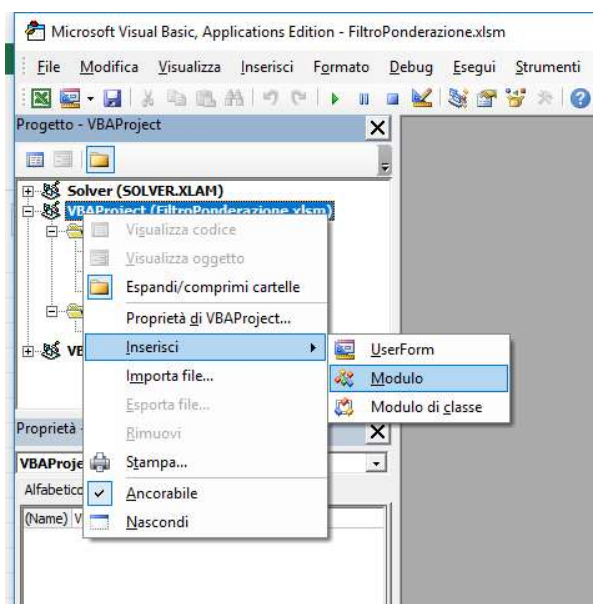 Microsoft Visual Basic, Applications Edition - FiltroPonderazione.xlsm
File Modifica Visualizza Inserisci Formato Debug Esegui Strumenti
Progetto - VBAProject
Solver (SOLVER.XLAM)
VBAProject (FiltroPonderazione.xlsm)
Visualizza codice
Visualizza oggetto
Espandi/comprimi cartelle
Proprietà di VBAProject...
VB
Inserisci
UserForm
Importa file...
Modulo
Esporta file...
Modulo di classe
Proprietà -
Rimuovi
VBAProje
Stampa...
Alfabetico
Ancorabile
(Name) V
Nascondi